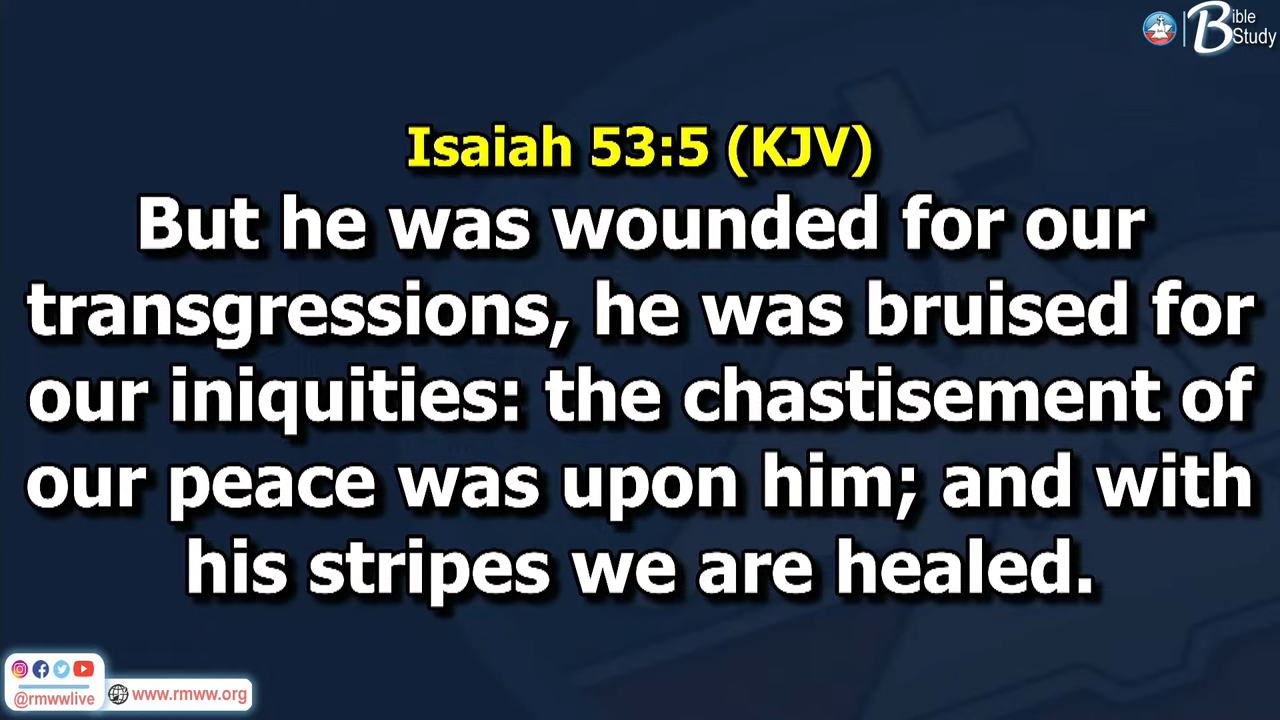 Bible
Study
Isaiah 53:5 (KJV)
But he was wounded for our
transgressions, he was bruised for
our iniquities: the chastisement of
our peace was upon him; and with
his stripes we are healed.
@rmwwlive
www.rmww.org